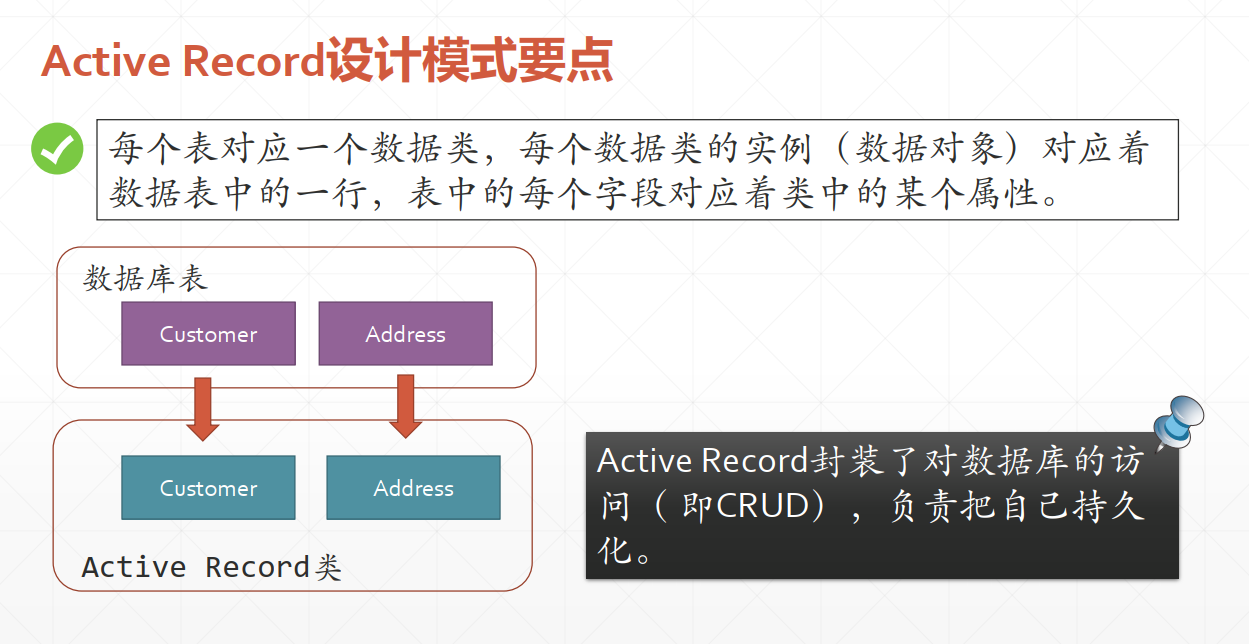 Active Record设计模式要点
每个表对应一个数据类，每个数据类的实例（数据对象）对应着
数据表中的一行，表中的每个字段对应着类中的某个属性。
数据库表
Customer
Address
Customer
Address
Active Record类
Active Record封装了对数据库的访
问（ 即CRUD），负责把自己持久
化。